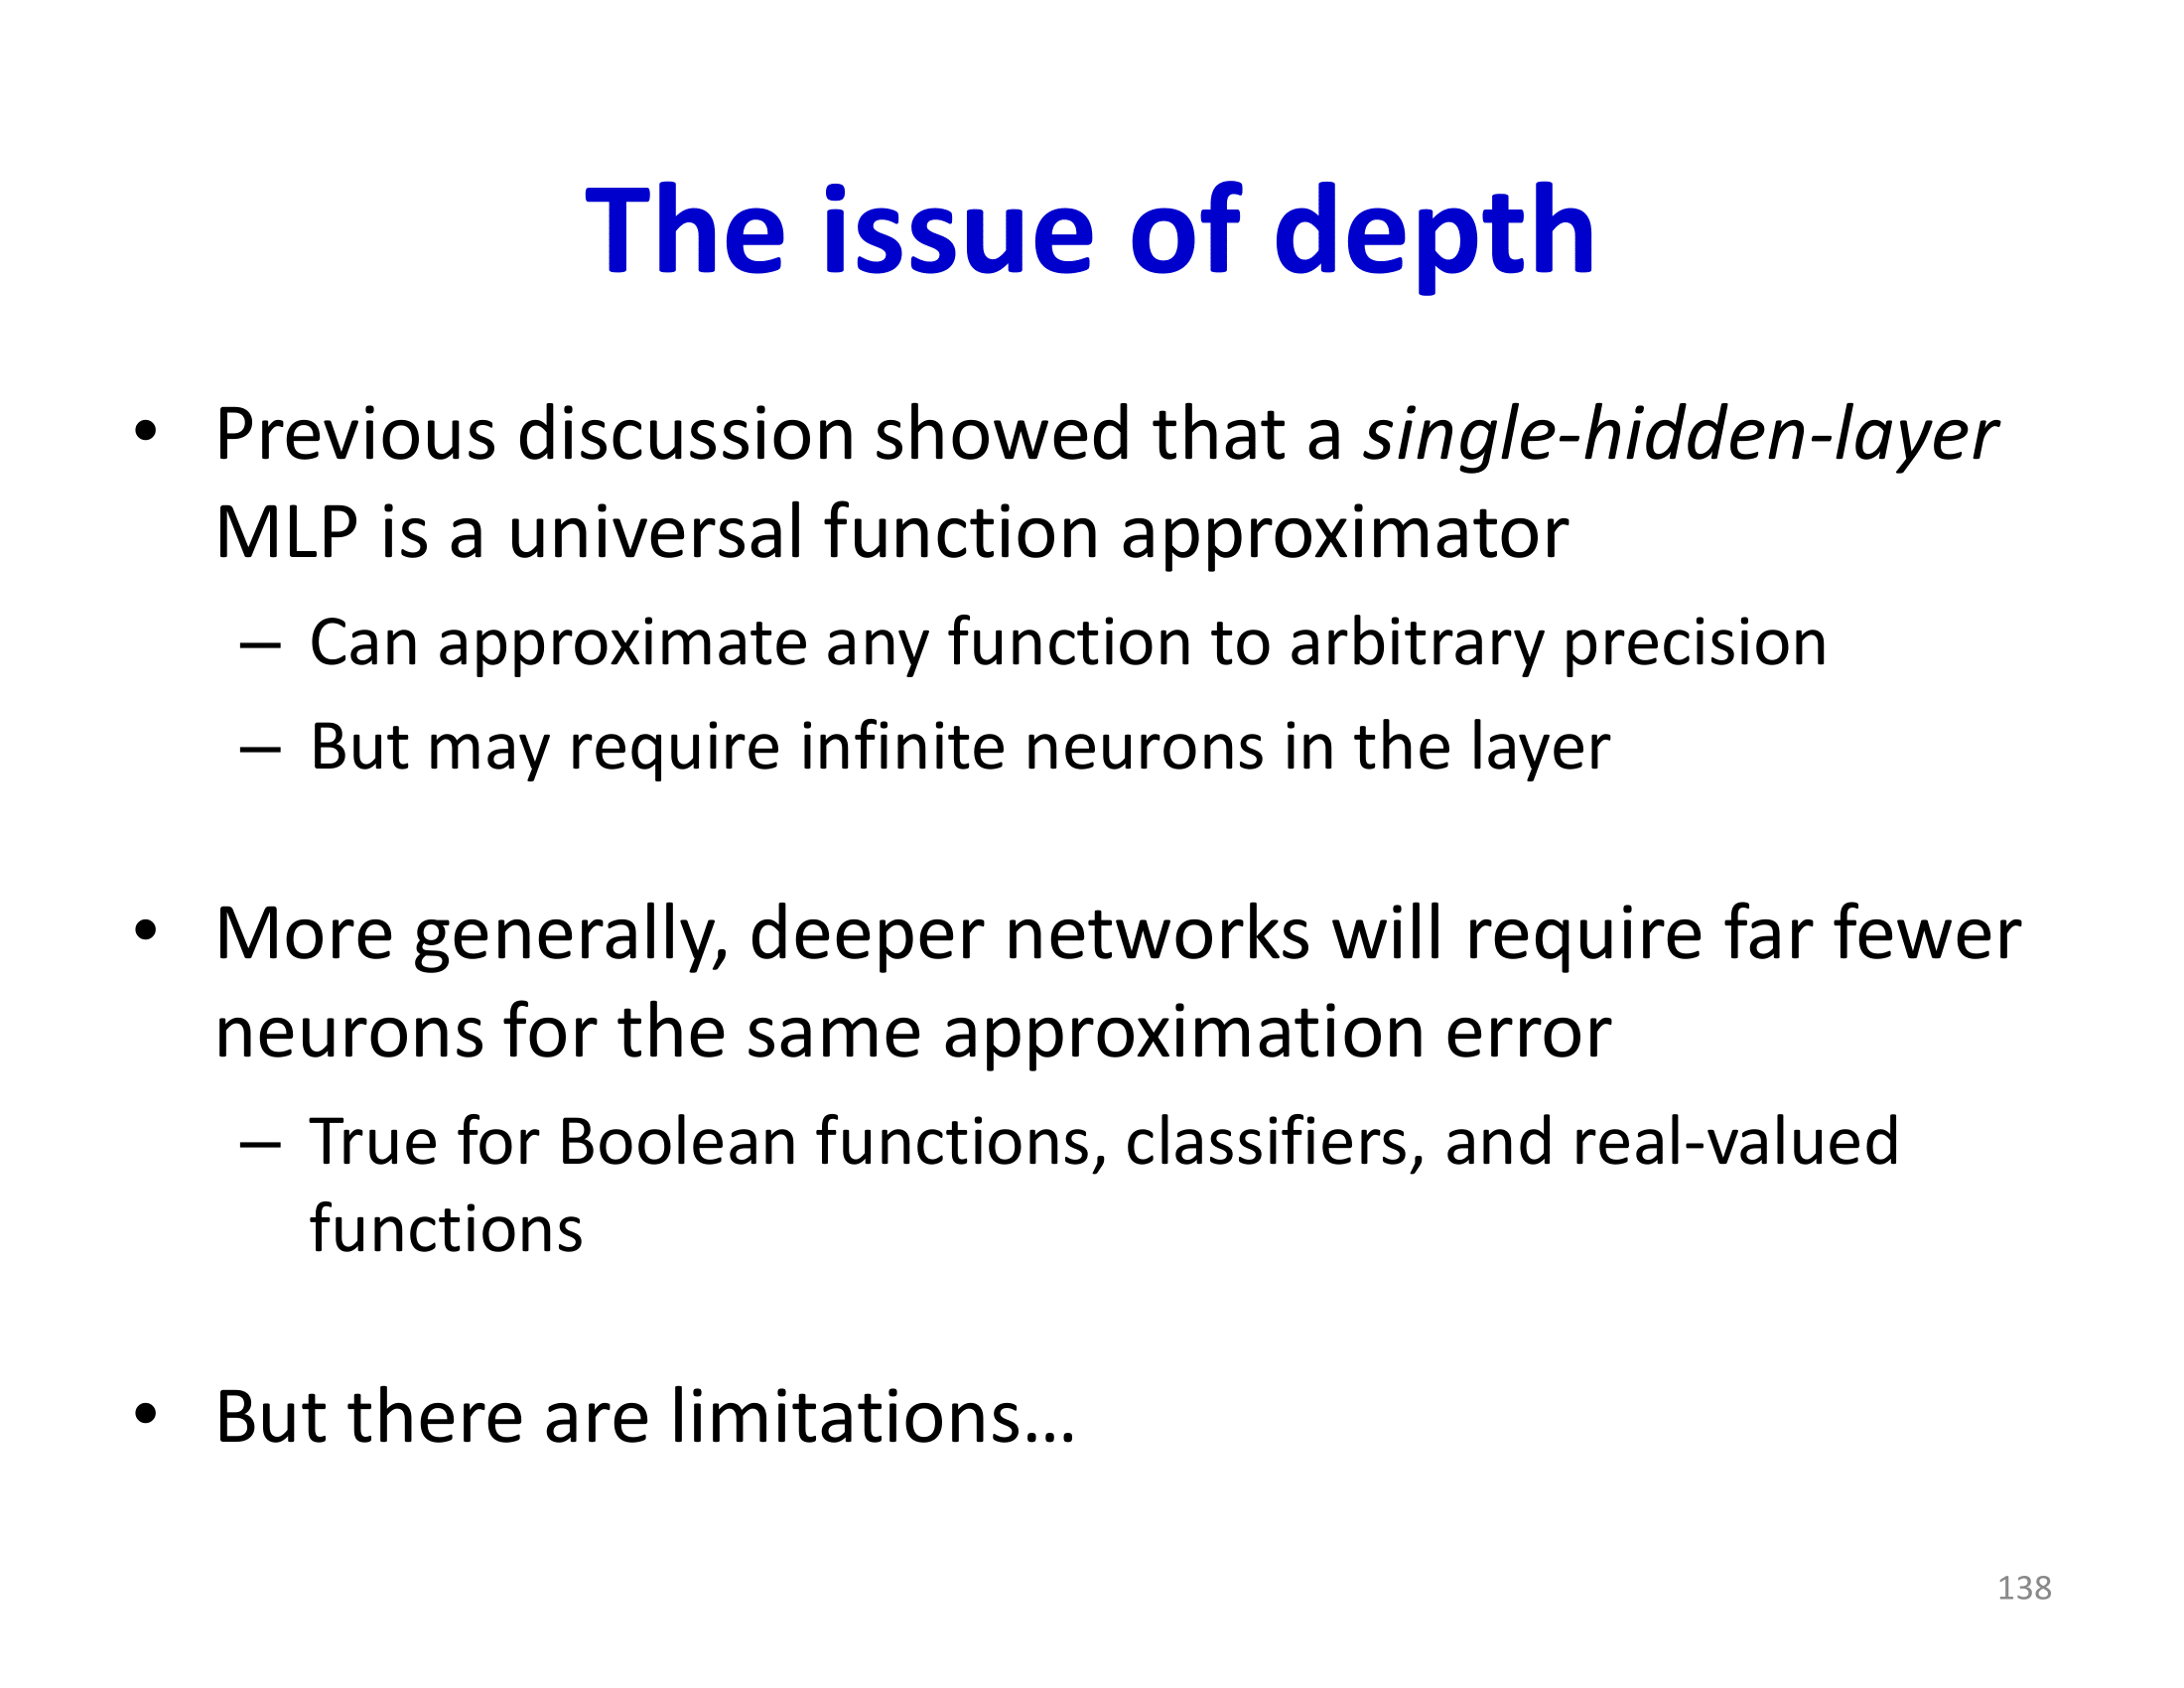 The issue of depth
• Previous discussion showed that a single-hidden-layer
MLP is a universal function approximator
– Can approximate any function to arbitrary precision
– But may require infinite neurons in the layer
• More generally, deeper networks will require far fewer
neurons for the same approximation error
– True for Boolean functions, classifiers, and real-valued
functions
• But there are limitations…
138